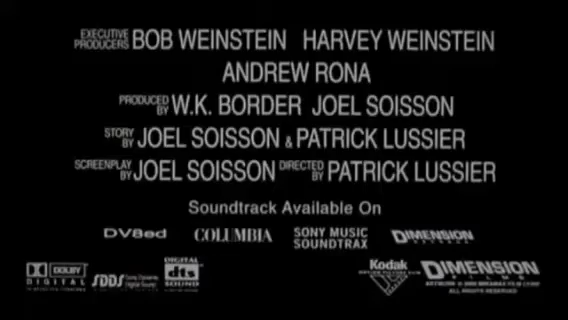 EXECUTIVE PRODUCERS BOB WEINSTEIN HARVEY WEINSTEIN
ANDREW RONA
PRODUCED BY W.K. BORDER JOEL SOISSON
STORY BY JOEL SOISSON & PATRICK LUSSIER
SCREENPLAY BY JOEL SOISSON DIRECTED BY PATRICK LUSSIER
Soundtrack Available On
DV8ed COLUMBIA SONY MUSIC SOUNDTRAX DIMENSION RECORDS
DOLBY DIGITAL SDDS DIGITAL dts SOUND Kodak DIMENSION FILMS
ALL RIGHTS RESERVED